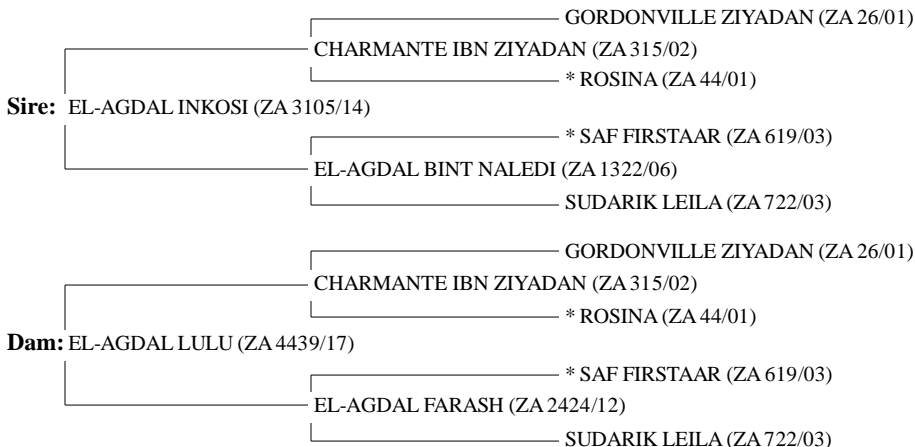 GORDONVILLE ZIYADAN (ZA 26/01)
CHARMANTE IBN ZIYADAN (ZA 315/02)
* ROSINA (ZA 44/01)
Sire: EL-AGDAL INKOSI (ZA 3105/14)
* SAF FIRSTAAR (ZA 619/03)
EL-AGDAL BINT NALEDI (ZA 1322/06)
SUDARIK LEILA (ZA 722/03)
GORDONVILLE ZIYADAN (ZA 26/01)
CHARMANTE IBN ZIYADAN (ZA 315/02)
* ROSINA (ZA 44/01)
Dam: EL-AGDAL LULU (ZA 4439/17)
* SAF FIRSTAAR (ZA 619/03)
EL-AGDAL FARASH (ZA 2424/12)
SUDARIK LEILA (ZA 722/03)